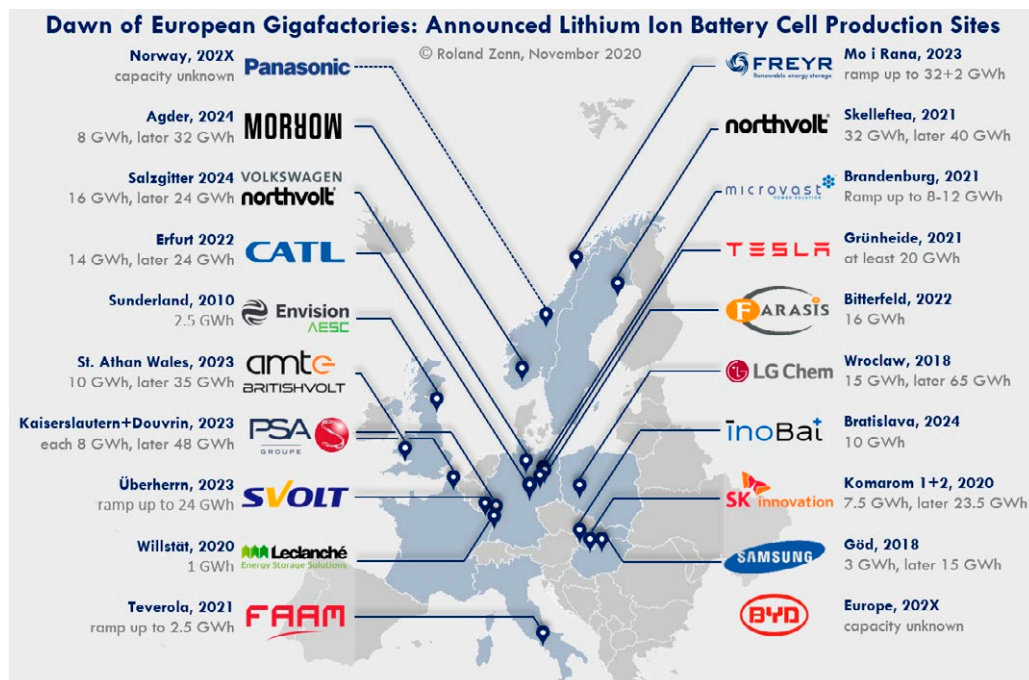 Dawn of European Gigafactories: Announced Lithium Ion Battery Cell Production Sites
© Roland Zenn, November 2020
Norway, 202X
capacity unknown
Panasonic
Agder, 2024
8 GWh, later 32 GWh
MORROW
Salzgitter 2024
16 GWh, later 24 GWh
VOLKSWAGEN
northvolt
Erfurt 2022
14 GWh, later 24 GWh
CATL
Sunderland, 2010
2.5 GWh
Envision
AESC
St. Athan Wales, 2023
10 GWh, later 35 GWh
amte
BRITISHVOLT
Kaiserslautern+Douvrin, 2023
each 8 GWh, later 48 GWh
PSA
GROUPE
Überherrn, 2023
ramp up to 24 GWh
SVOLT
Willstät, 2020
1 GWh
Leclanché
Energy Storage Solutions
Teverola, 2021
ramp up to 2.5 GWh
FAAM
FREYR
Renewable energy storage
Mo i Rana, 2023
ramp up to 32+2 GWh
northvolt
Skelleftea, 2021
32 GWh, later 40 GWh
microvast
POWER SOLUTION
Brandenburg, 2021
Ramp up to 8-12 GWh
TESLA
Grünheide, 2021
at least 20 GWh
FARASIS
Bitterfeld, 2022
16 GWh
LG Chem
Wroclaw, 2018
15 GWh, later 65 GWh
inoBat
Bratislava, 2024
10 GWh
SK innovation
Komarom 1+2, 2020
7.5 GWh, later 23.5 GWh
SAMSUNG
Göd, 2018
3 GWh, later 15 GWh
BYD
Europe, 202X
capacity unknown